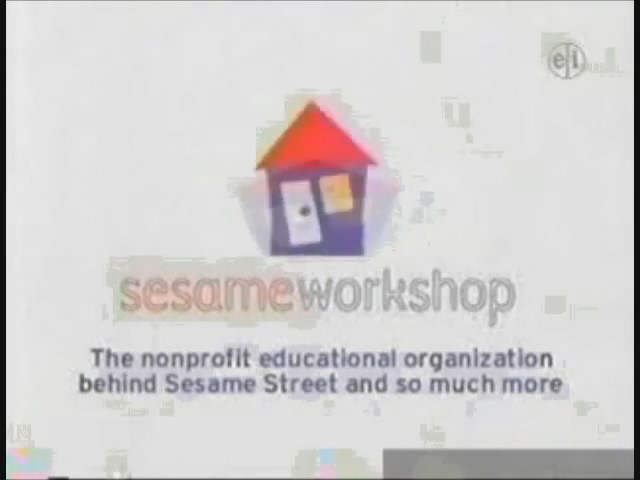 e/i
sesameworkshop
The nonprofit educational organization
behind Sesame Street and so much more